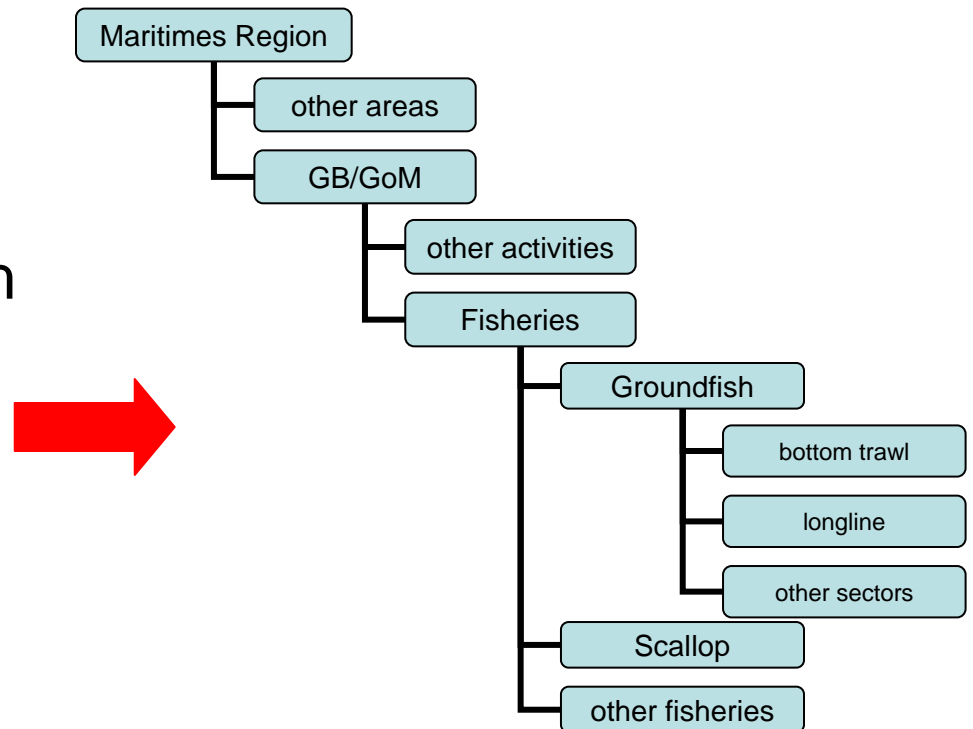 Maritimes Region
other areas
GB/GoM
other activities
n
Fisheries
Groundfish
bottom trawl
longline
other sectors
Scallop
other fisheries